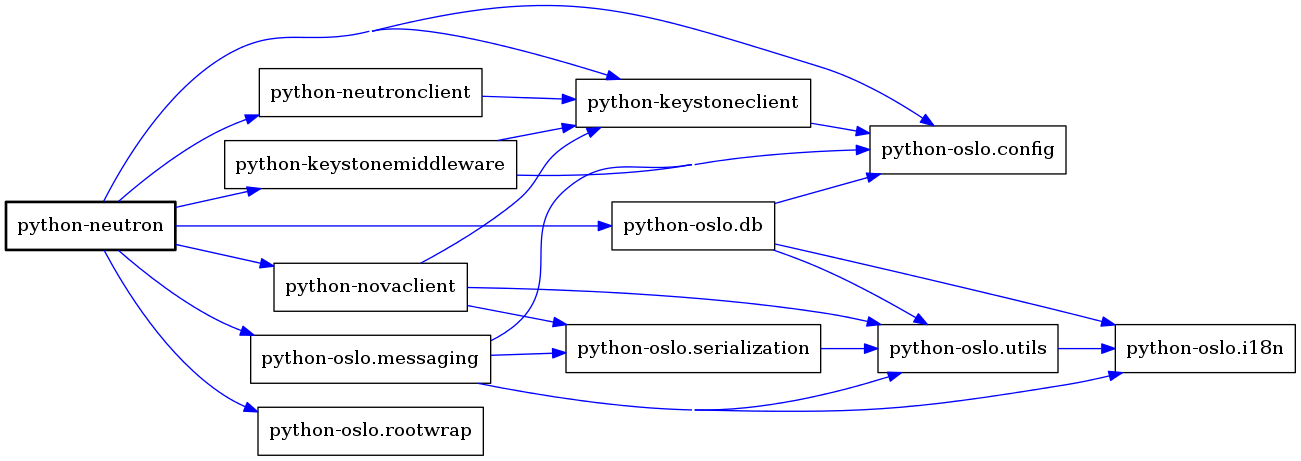 python-neutronclient
python-keystoneclient
python-oslo.config
python-keystonemiddleware
python-neutron
python-oslo.db
python-novaclient
python-oslo.messaging
python-oslo.serialization
python-oslo.utils
python-oslo.i18n
python-oslo.rootwrap